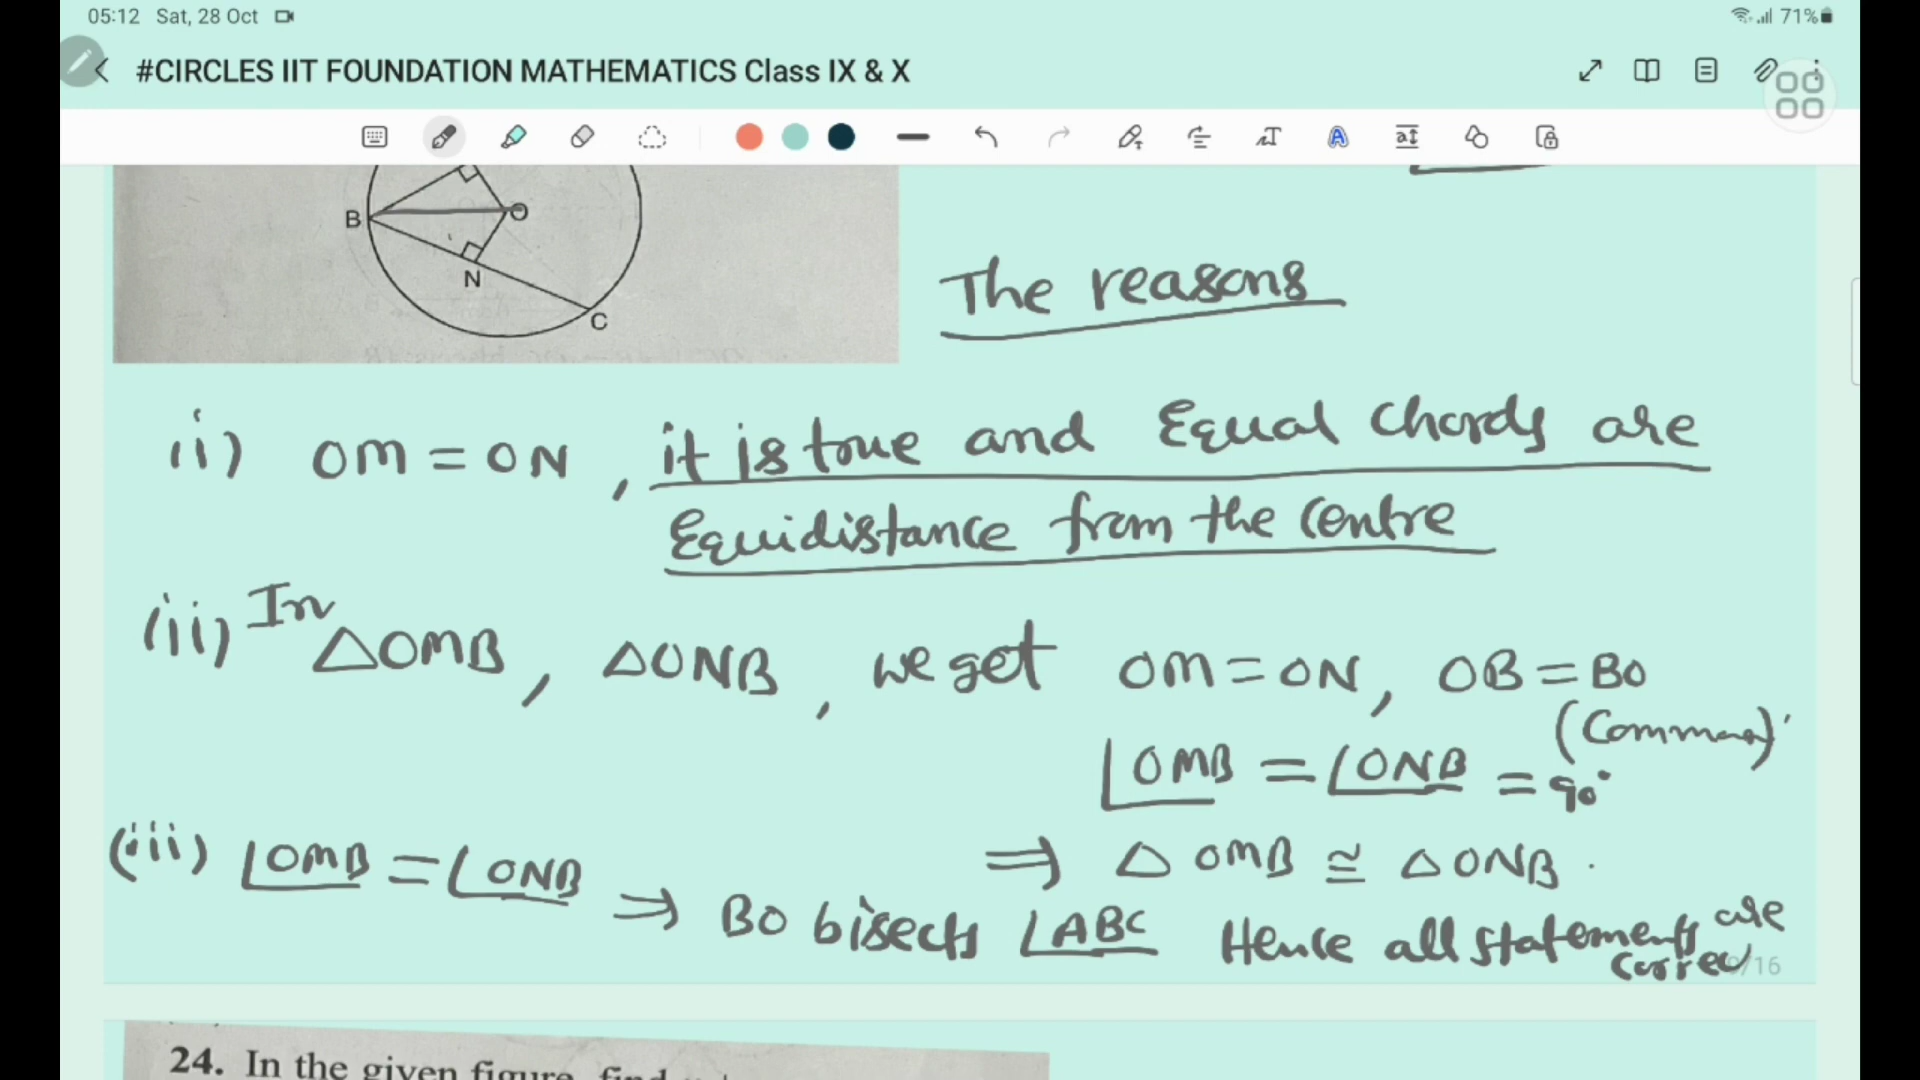 05:12 Sat, 28 Oct
71%
#CIRCLES IIT FOUNDATION MATHEMATICS Class IX & X
B
O
N
C
The reasons
(i) OM = ON, it is true and Equal Chords are
Equidistance from the Centre
(ii) In △OMB, △ONB, we get OM = ON, OB = BO
(Common)
∠OMB = ∠ONB = 90°
⇒ △ OMB ≅ △ONB.
(iii) ∠OMB = ∠ONB ⇒ BO bisects ∠ABC Hence all statements are
correc
/16
24. In the given figure, find